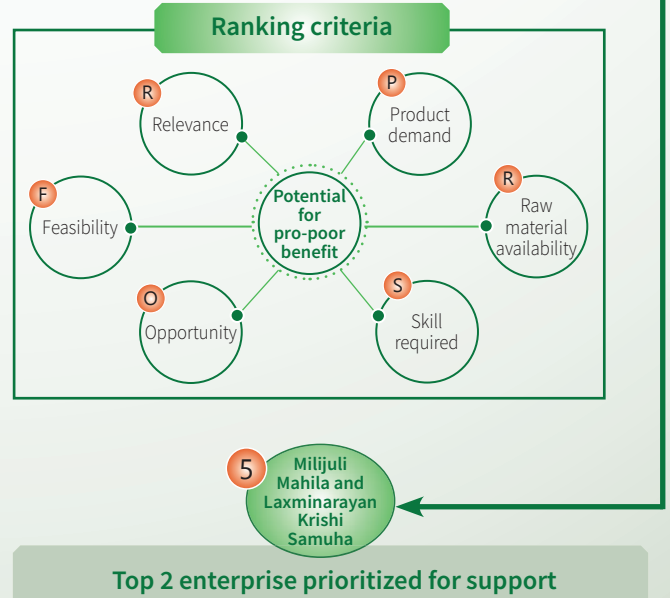 Ranking criteria
R
Relevance
P
Product
demand
F
Feasibility
Potential
for
pro-poor
benefit
R
Raw
material
availability
O
Opportunity
S
Skill
required
5
Milijuli
Mahila and
Laxminarayan
Krishi
Samuha
Top 2 enterprise prioritized for support